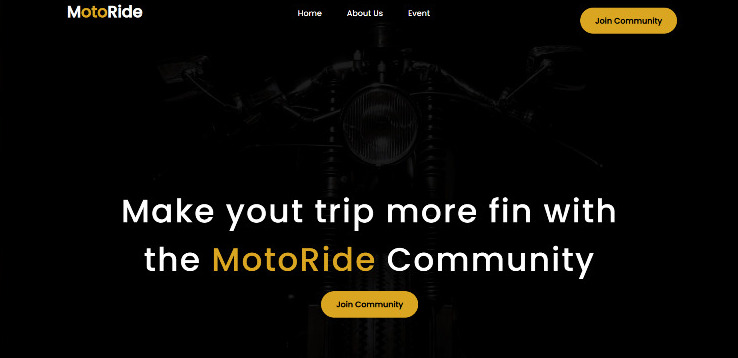 MotoRide
Home About Us Event
Join Community
Make yout trip more fin with
the MotoRide Community
Join Community